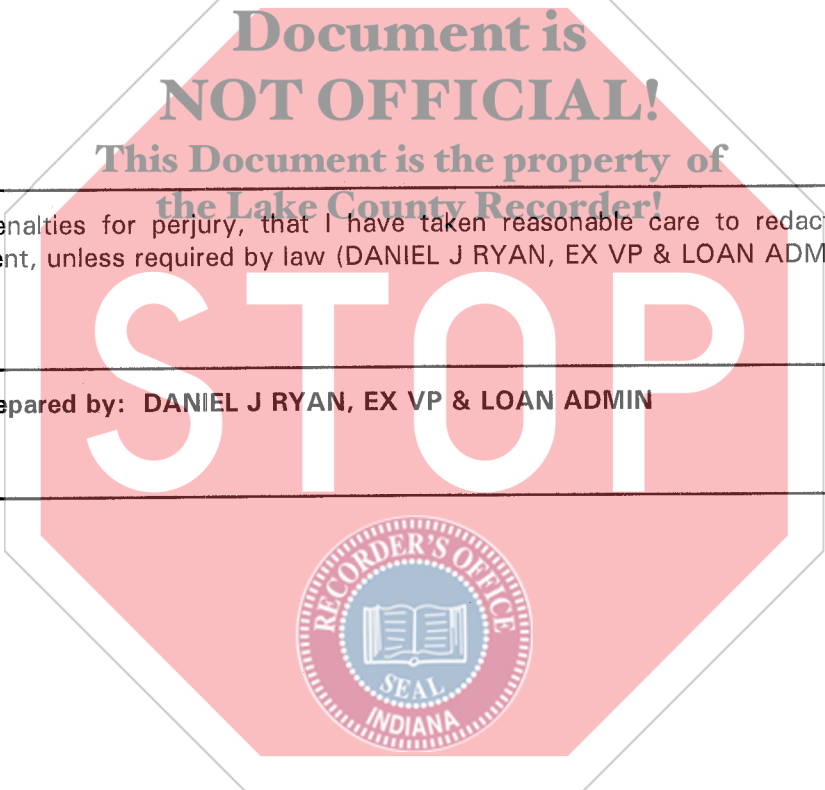 Document is
NOT OFFICIAL!
This Document is the property of
the Lake County Recorder!
enalties for perjury, that I have taken reasonable care to redac
ent, unless required by law (DANIEL J RYAN, EX VP & LOAN ADM
STOP
epared by: DANIEL J RYAN, EX VP & LOAN ADMIN
RECORDER'S OFFICE
SEAL
INDIANA